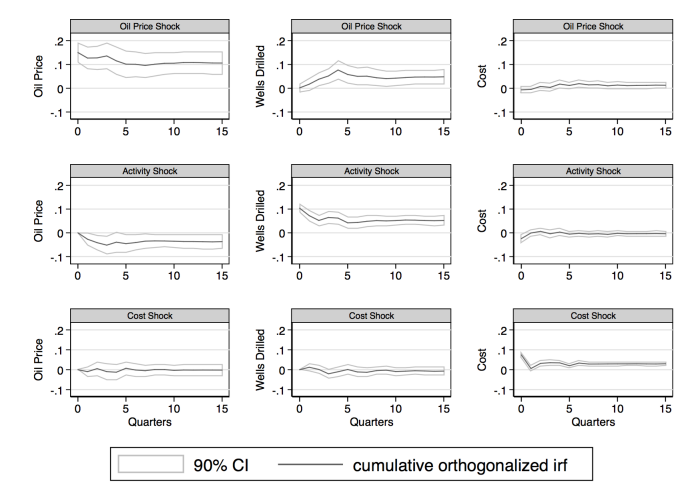 Oil Price Shock
Oil Price
.2
.1
0
-.1
0 5 10 15
Oil Price Shock
Wells Drilled
.2
.1
0
-.1
0 5 10 15
Oil Price Shock
Cost
.2
.1
0
-.1
0 5 10 15
Activity Shock
Oil Price
.2
.1
0
-.1
0 5 10 15
Activity Shock
Wells Drilled
.2
.1
0
-.1
0 5 10 15
Activity Shock
Cost
.2
.1
0
-.1
0 5 10 15
Cost Shock
Oil Price
.2
.1
0
-.1
0 5 10 15
Quarters
Cost Shock
Wells Drilled
.2
.1
0
-.1
0 5 10 15
Quarters
Cost Shock
Cost
.2
.1
0
-.1
0 5 10 15
Quarters
90% CI cumulative orthogonalized irf